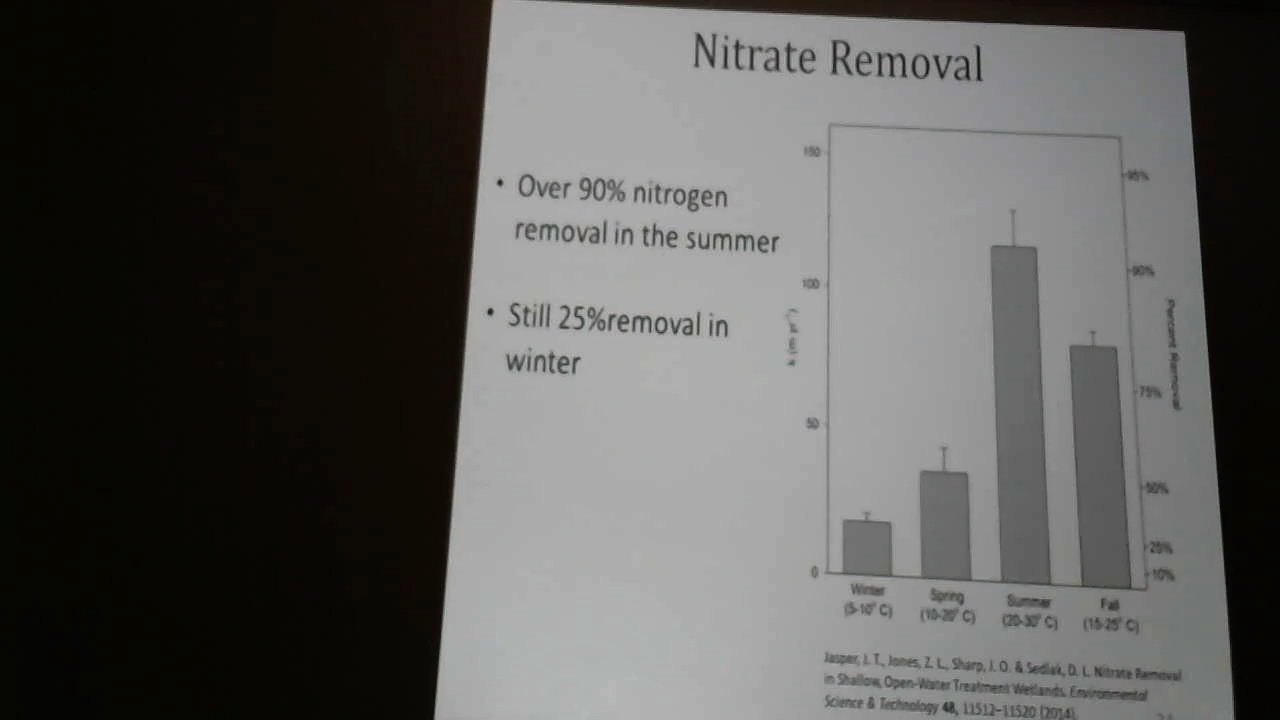 Nitrate Removal
• Over 90% nitrogen
removal in the summer
• Still 25%removal in
winter
150
100
50
0
95%
90%
75%
50%
25%
10%
Percent Removal
Winter
(5-10° C)
Spring
(10-20° C)
Summer
(20-30° C)
Fall
(15-25° C)
Jasper, J. T., Jones, Z. L., Sharp, J. O. & Sedlak, D. L. Nitrate Removal
in Shallow, Open-Water Treatment Wetlands. Environmental
Science & Technology 48, 11512–11520 (2014).